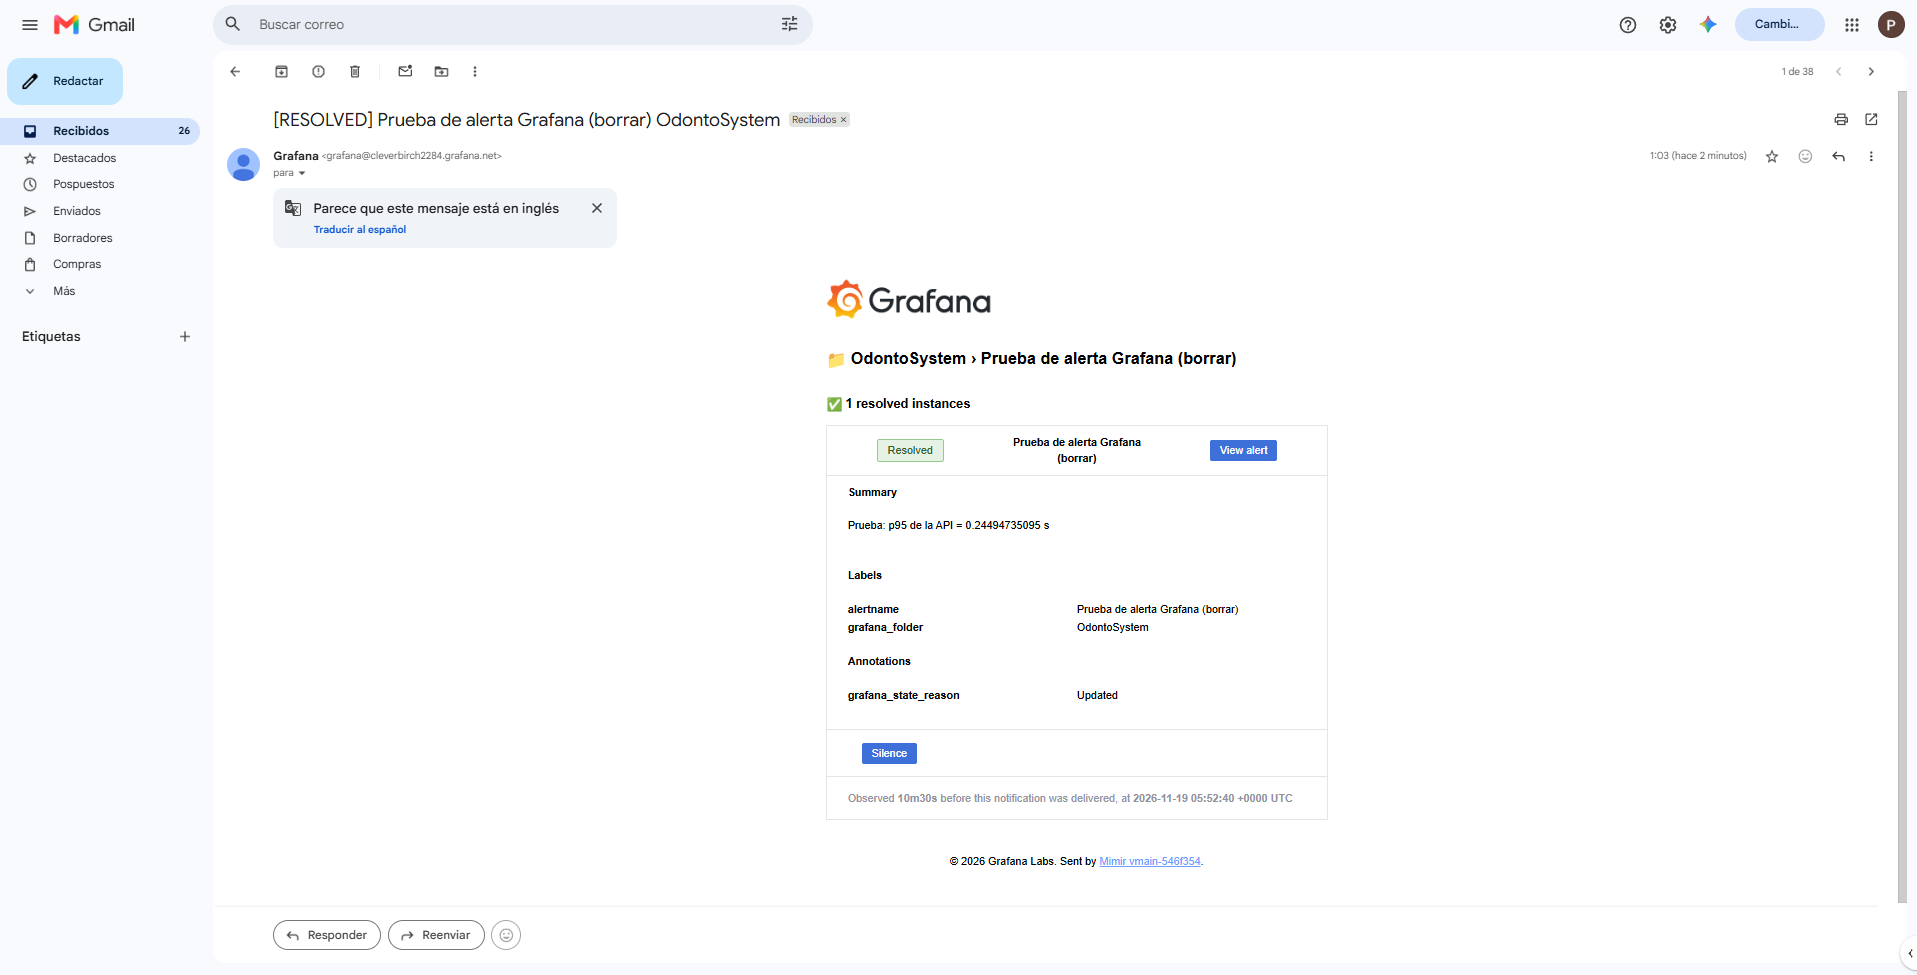 Gmail
Buscar correo
Cambi...
P
Redactar
1 de 38
Recibidos 26
Destacados
Pospuestos
Enviados
Borradores
Compras
Más
Etiquetas
[RESOLVED] Prueba de alerta Grafana (borrar) OdontoSystem Recibidos ×
Grafana <grafana@cleverbirch2284.grafana.net>
1:03 (hace 2 minutos)
para
Parece que este mensaje está en inglés
Traducir al español
Grafana
OdontoSystem › Prueba de alerta Grafana (borrar)
1 resolved instances
Resolved
Prueba de alerta Grafana
(borrar)
View alert
Summary
Prueba: p95 de la API = 0.24494735095 s
Labels
alertname Prueba de alerta Grafana (borrar)
grafana_folder OdontoSystem
Annotations
grafana_state_reason Updated
Silence
Observed 10m30s before this notification was delivered, at 2026-11-19 05:52:40 +0000 UTC
© 2026 Grafana Labs. Sent by Mimir vmain-546f354.
Responder
Reenviar